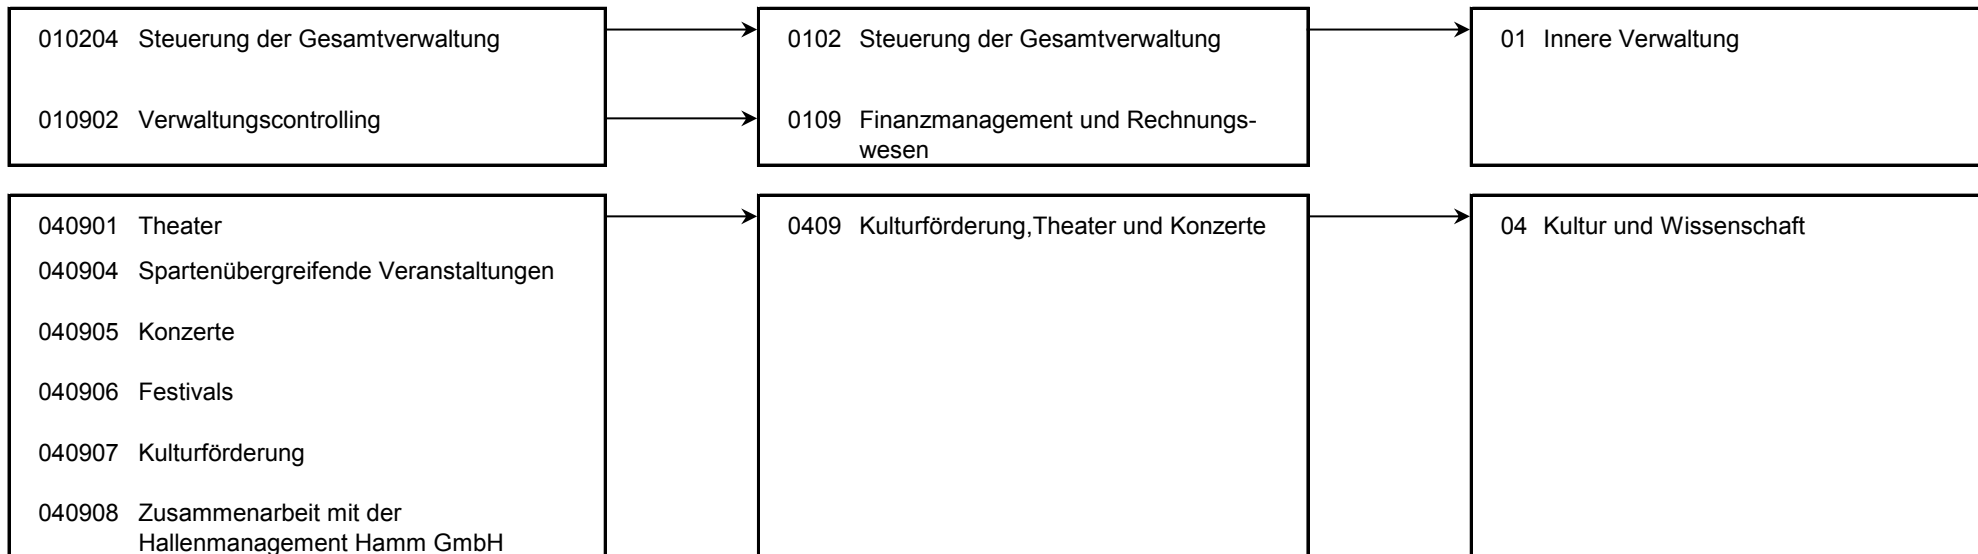 010204 Steuerung der Gesamtverwaltung
0102 Steuerung der Gesamtverwaltung
01 Innere Verwaltung
010902 Verwaltungscontrolling
0109 Finanzmanagement und Rechnungs-
wesen
040901 Theater
0409 Kulturförderung,Theater und Konzerte
04 Kultur und Wissenschaft
040904 Spartenübergreifende Veranstaltungen
040905 Konzerte
040906 Festivals
040907 Kulturförderung
040908 Zusammenarbeit mit der
Hallenmanagement Hamm GmbH